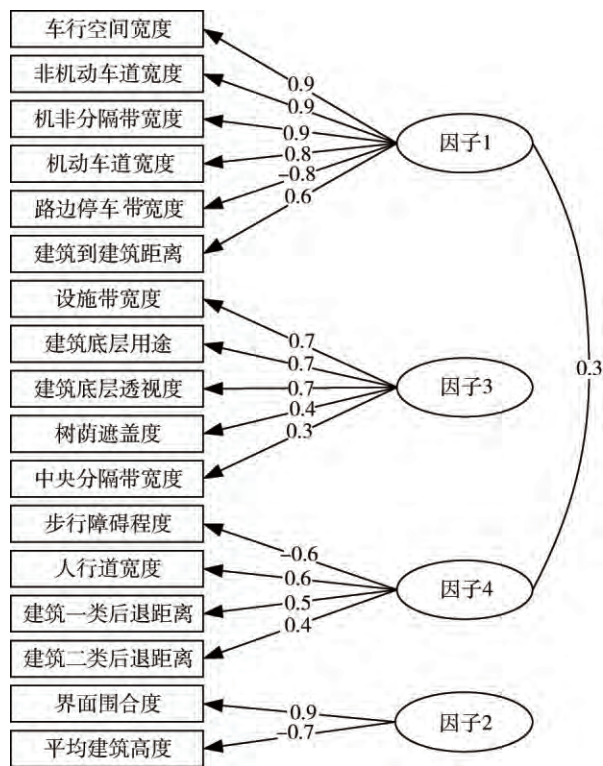 车行空间宽度
非机动车道宽度
机非分隔带宽度
机动车道宽度
路边停车带宽度
建筑到建筑距离
0.9
0.9
0.9
0.8
-0.8
0.6
因子1
设施带宽度
建筑底层用途
建筑底层透视度
树荫遮盖度
中央分隔带宽度
0.7
0.7
0.7
0.4
0.3
因子3
0.3
步行障碍程度
人行道宽度
建筑一类后退距离
建筑二类后退距离
-0.6
0.6
0.5
0.4
因子4
界面围合度
平均建筑高度
0.9
-0.7
因子2